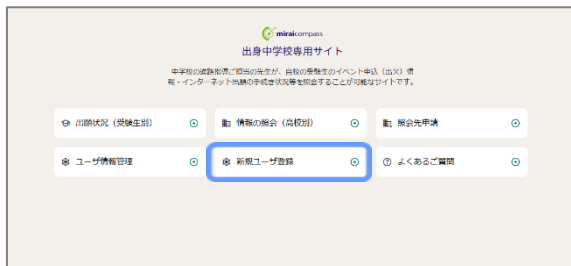 miraicompass
出身中学校専用サイト
中学校の進路指導ご担当の先生が、自校の受験生のイベント申込（出欠）情
報・インターネット出願の手続き状況等を照会することが可能なサイトです。
出願状況（受験生別）
情報の照会（高校別）
照会先申請
ユーザ情報管理
新規ユーザ登録
よくあるご質問